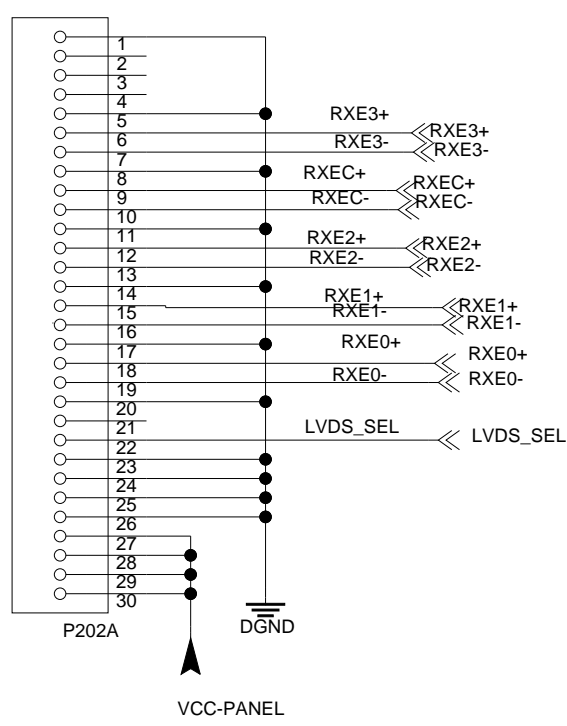 1
2
3
4
RXE3+
5
RXE3+
6
RXE3-
RXE3-
7
RXEC+
8
RXEC+
9
RXEC-
RXEC-
10
RXE2+
11
RXE2+
12
RXE2-
RXE2-
13
14
RXE1+
RXE1+
15
RXE1-
RXE1-
16
RXE0+
17
RXE0+
18
RXE0-
RXE0-
19
20
21
LVDS_SEL
LVDS_SEL
22
23
24
25
26
27
28
29
30
P202A
DGND
VCC-PANEL